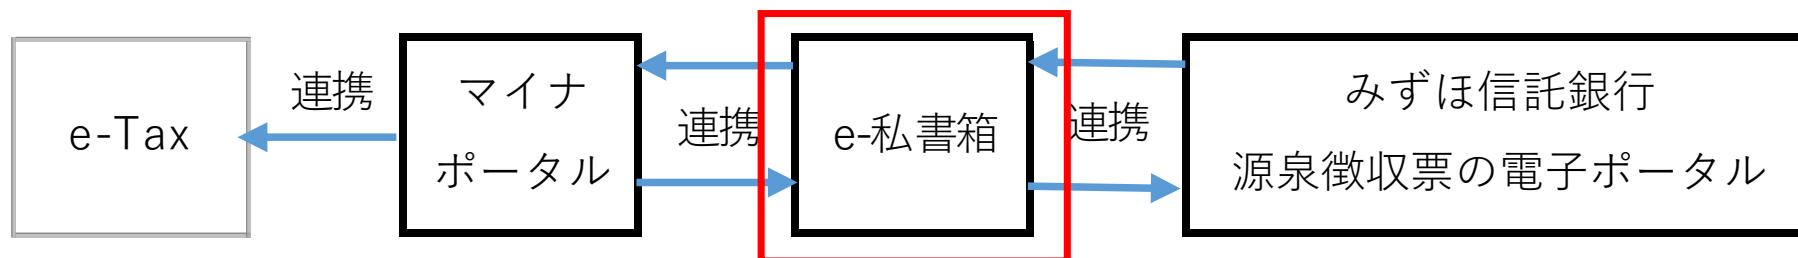 e-Tax
連携
マイナ
ポータル
連携
e-私書箱
連携
みずほ信託銀行
源泉徴収票の電子ポータル